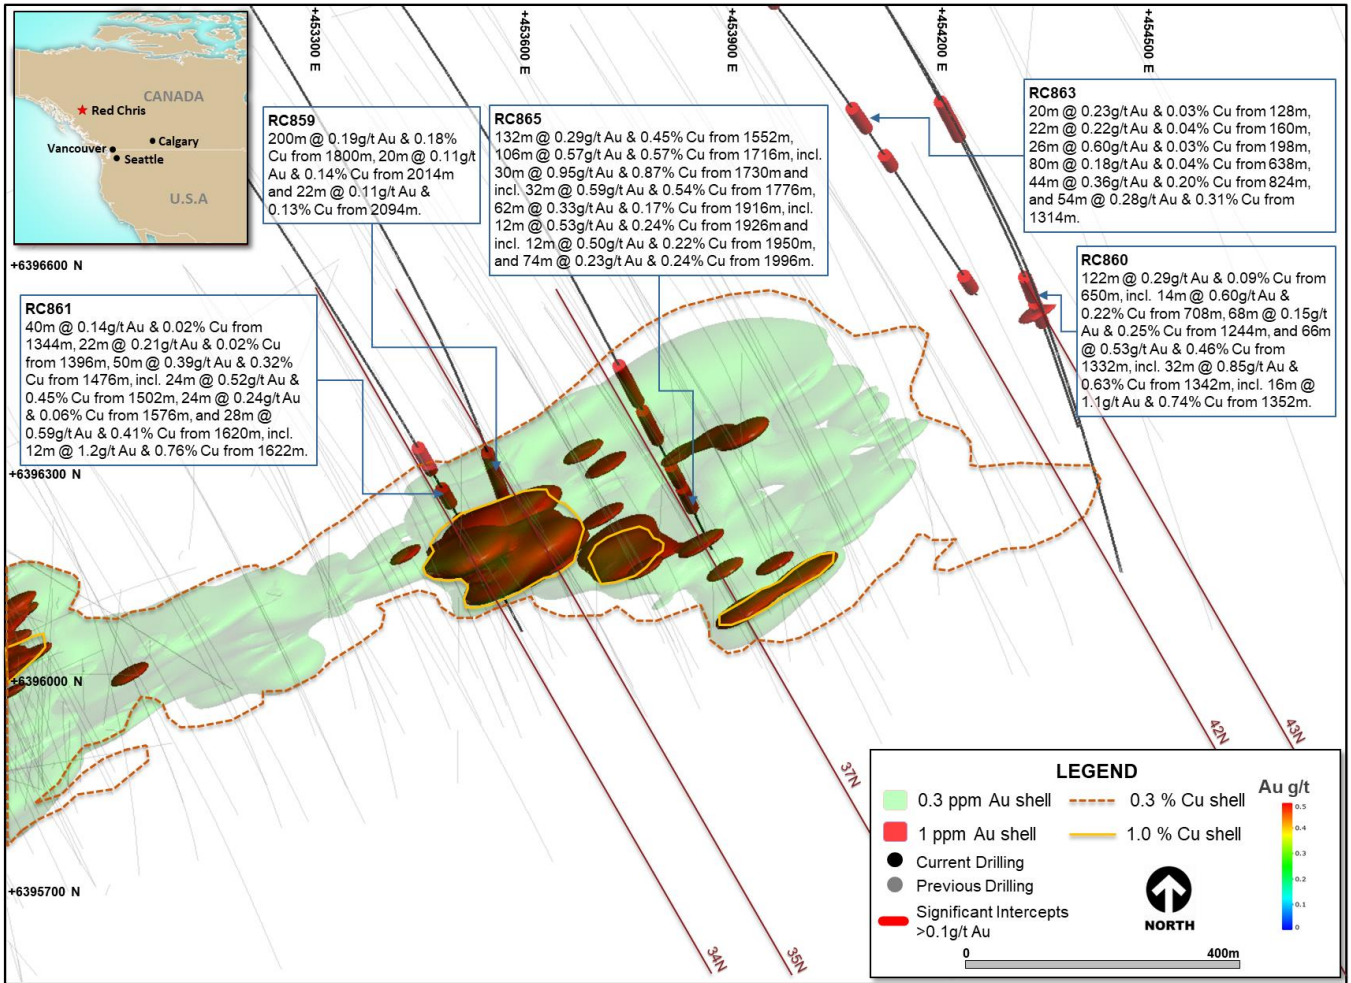 +453300 E
+453600 E
+453900 E
+454200 E
+454500 E
CANADA
Red Chris
Calgary
Vancouver
Seattle
U.S.A
RC859
200m @ 0.19g/t Au & 0.18%
Cu from 1800m, 20m @ 0.11g/t
Au & 0.14% Cu from 2014m
and 22m @ 0.11g/t Au &
0.13% Cu from 2094m.
RC865
132m @ 0.29g/t Au & 0.45% Cu from 1552m,
106m @ 0.57g/t Au & 0.57% Cu from 1716m, incl.
30m @ 0.95g/t Au & 0.87% Cu from 1730m and
incl. 32m @ 0.59g/t Au & 0.54% Cu from 1776m,
62m @ 0.33g/t Au & 0.17% Cu from 1916m, incl.
12m @ 0.53g/t Au & 0.24% Cu from 1926m and
incl. 12m @ 0.50g/t Au & 0.22% Cu from 1950m,
and 74m @ 0.23g/t Au & 0.24% Cu from 1996m.
RC863
20m @ 0.23g/t Au & 0.03% Cu from 128m,
22m @ 0.22g/t Au & 0.04% Cu from 160m,
26m @ 0.60g/t Au & 0.03% Cu from 198m,
80m @ 0.18g/t Au & 0.04% Cu from 638m,
44m @ 0.36g/t Au & 0.20% Cu from 824m,
and 54m @ 0.28g/t Au & 0.31% Cu from
1314m.
RC860
122m @ 0.29g/t Au & 0.09% Cu from
650m, incl. 14m @ 0.60g/t Au &
0.22% Cu from 708m, 68m @ 0.15g/t
Au & 0.25% Cu from 1244m, and 66m
@ 0.53g/t Au & 0.46% Cu from
1332m, incl. 32m @ 0.85g/t Au &
0.63% Cu from 1342m, incl. 16m @
1.1g/t Au & 0.74% Cu from 1352m.
+6396600 N
RC861
40m @ 0.14g/t Au & 0.02% Cu from
1344m, 22m @ 0.21g/t Au & 0.02% Cu
from 1396m, 50m @ 0.39g/t Au & 0.32%
Cu from 1476m, incl. 24m @ 0.52g/t Au &
0.45% Cu from 1502m, 24m @ 0.24g/t Au
& 0.06% Cu from 1576m, and 28m @
0.59g/t Au & 0.41% Cu from 1620m, incl.
12m @ 1.2g/t Au & 0.76% Cu from 1622m.
+6396300 N
+6396000 N
+6395700 N
34N
35N
37N
42N
43N
LEGEND
0.3 ppm Au shell
0.3 % Cu shell
1 ppm Au shell
1.0 % Cu shell
Current Drilling
Previous Drilling
Significant Intercepts
>0.1g/t Au
NORTH
0
400m
Au g/t
0.5
0.4
0.3
0.2
0.1
0